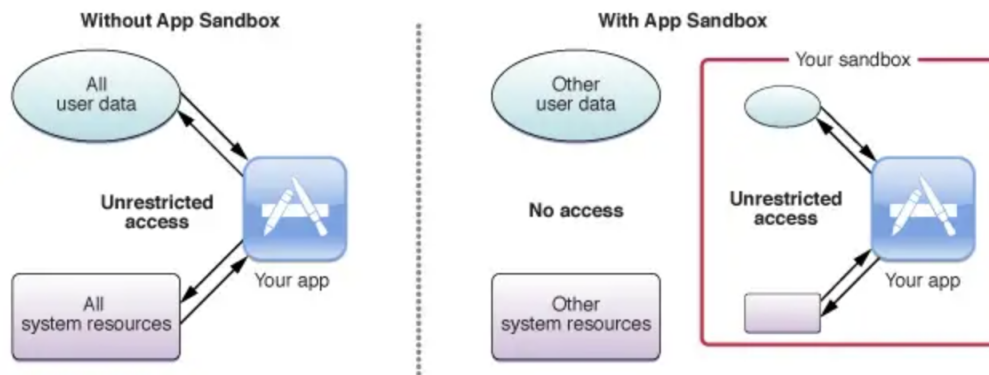 Without App Sandbox
All
user data
Unrestricted
access
Your app
All
system resources
With App Sandbox
Other
user data
No access
Other
system resources
Your sandbox
Unrestricted
access
Your app